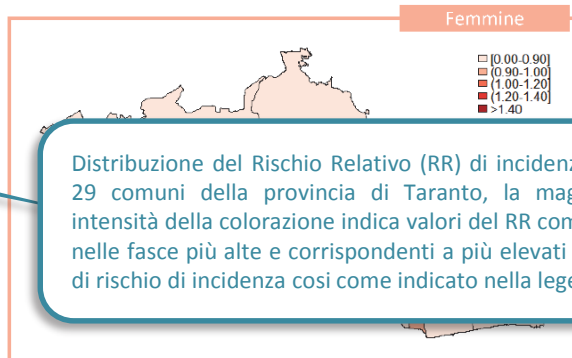 Femmine
[0.00-0.90]
(0.90-1.00]
(1.00-1.20]
(1.20-1.40]
>1.40
Distribuzione del Rischio Relativo (RR) di incidenz
29 comuni della provincia di Taranto, la mag
intensità della colorazione indica valori del RR com
nelle fasce più alte e corrispondenti a più elevati
di rischio di incidenza cosi come indicato nella lege